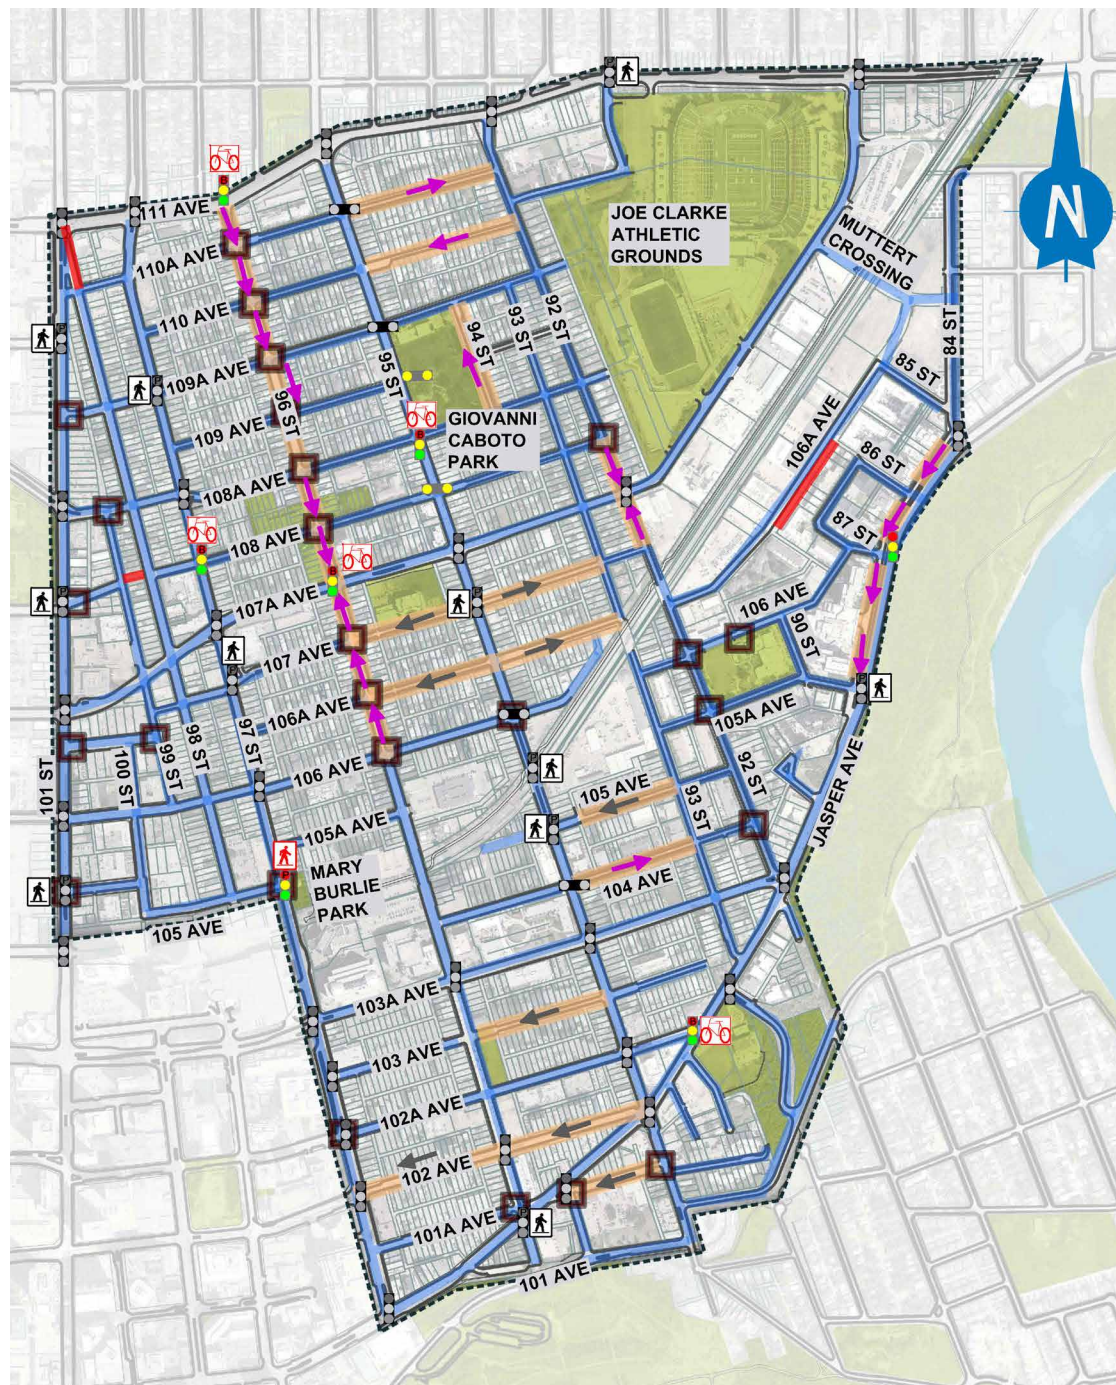 N
111 AVE
JOE CLARKE
ATHLETIC
GROUNDS
MUTTERT
CROSSING
110A AVE
110 AVE
92 ST
93 ST
94 ST
84 ST
95 ST
109A AVE
85 ST
96 ST
109 AVE
GIOVANNI
CABOTO
PARK
106A AVE
86 ST
108A AVE
87 ST
108 AVE
107A AVE
106 AVE
90 ST
107 AVE
106A AVE
105A AVE
97 ST
98 ST
99 ST
100 ST
101 ST
106 AVE
92 ST
105 AVE
93 ST
JASPER AVE
105A AVE
MARY
BURLIE
PARK
104 AVE
105 AVE
103A AVE
103 AVE
102A AVE
102 AVE
101A AVE
101 AVE